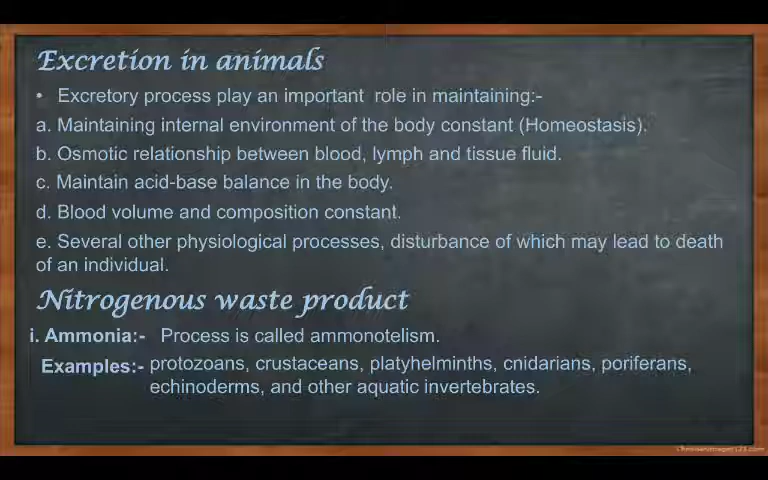 Excretion in animals
• Excretory process play an important role in maintaining:-
a. Maintaining internal environment of the body constant (Homeostasis).
b. Osmotic relationship between blood, lymph and tissue fluid.
c. Maintain acid-base balance in the body.
d. Blood volume and composition constant.
e. Several other physiological processes, disturbance of which may lead to death
of an individual.
Nitrogenous waste product
i. Ammonia:- Process is called ammonotelism.
Examples:- protozoans, crustaceans, platyhelminths, cnidarians, poriferans,
echinoderms, and other aquatic invertebrates.